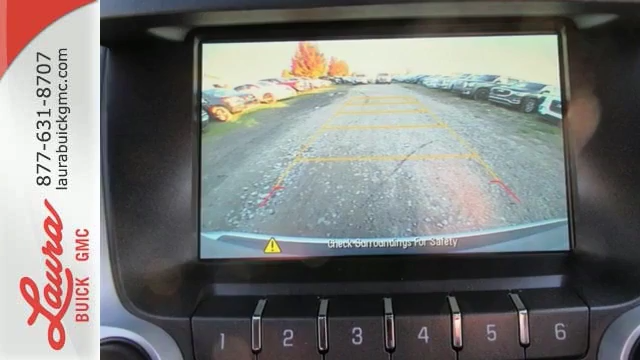 877-631-8707
laurabuickgmc.com
Laura
BUICK GMC
Check Surroundings For Safety
1 2 3 4 5 6